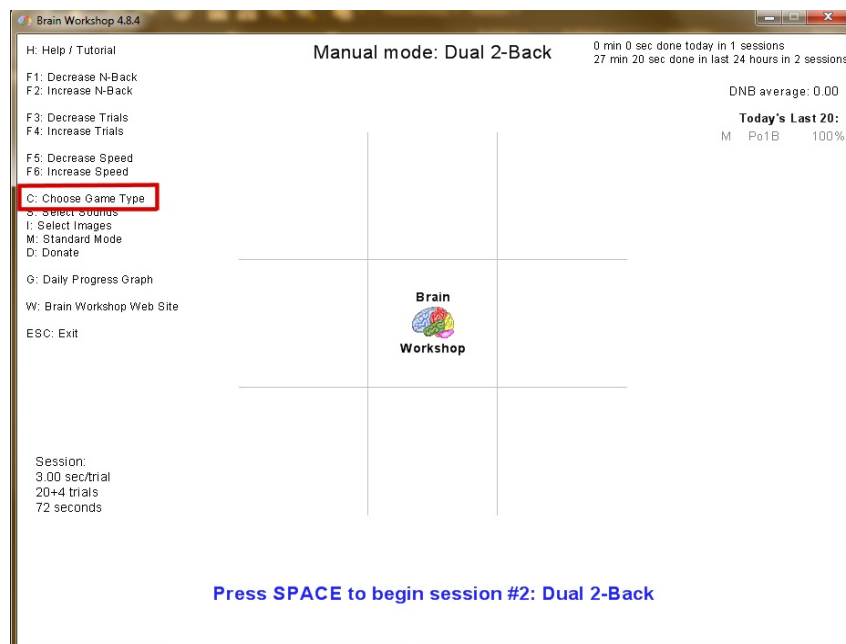 Brain Workshop 4.8.4
H: Help / Tutorial
Manual mode: Dual 2-Back
0 min 0 sec done today in 1 sessions
27 min 20 sec done in last 24 hours in 2 sessions
F1: Decrease N-Back
F2: Increase N-Back
DNB average: 0.00
F3: Decrease Trials
F4: Increase Trials
Today's Last 20:
M Po1B 100%
F5: Decrease Speed
F6: Increase Speed
C: Choose Game Type
S: Select Sounds
I: Select Images
M: Standard Mode
D: Donate
G: Daily Progress Graph
W: Brain Workshop Web Site
ESC: Exit
Brain
Workshop
Session:
3.00 sec/trial
20+4 trials
72 seconds
Press SPACE to begin session #2: Dual 2-Back